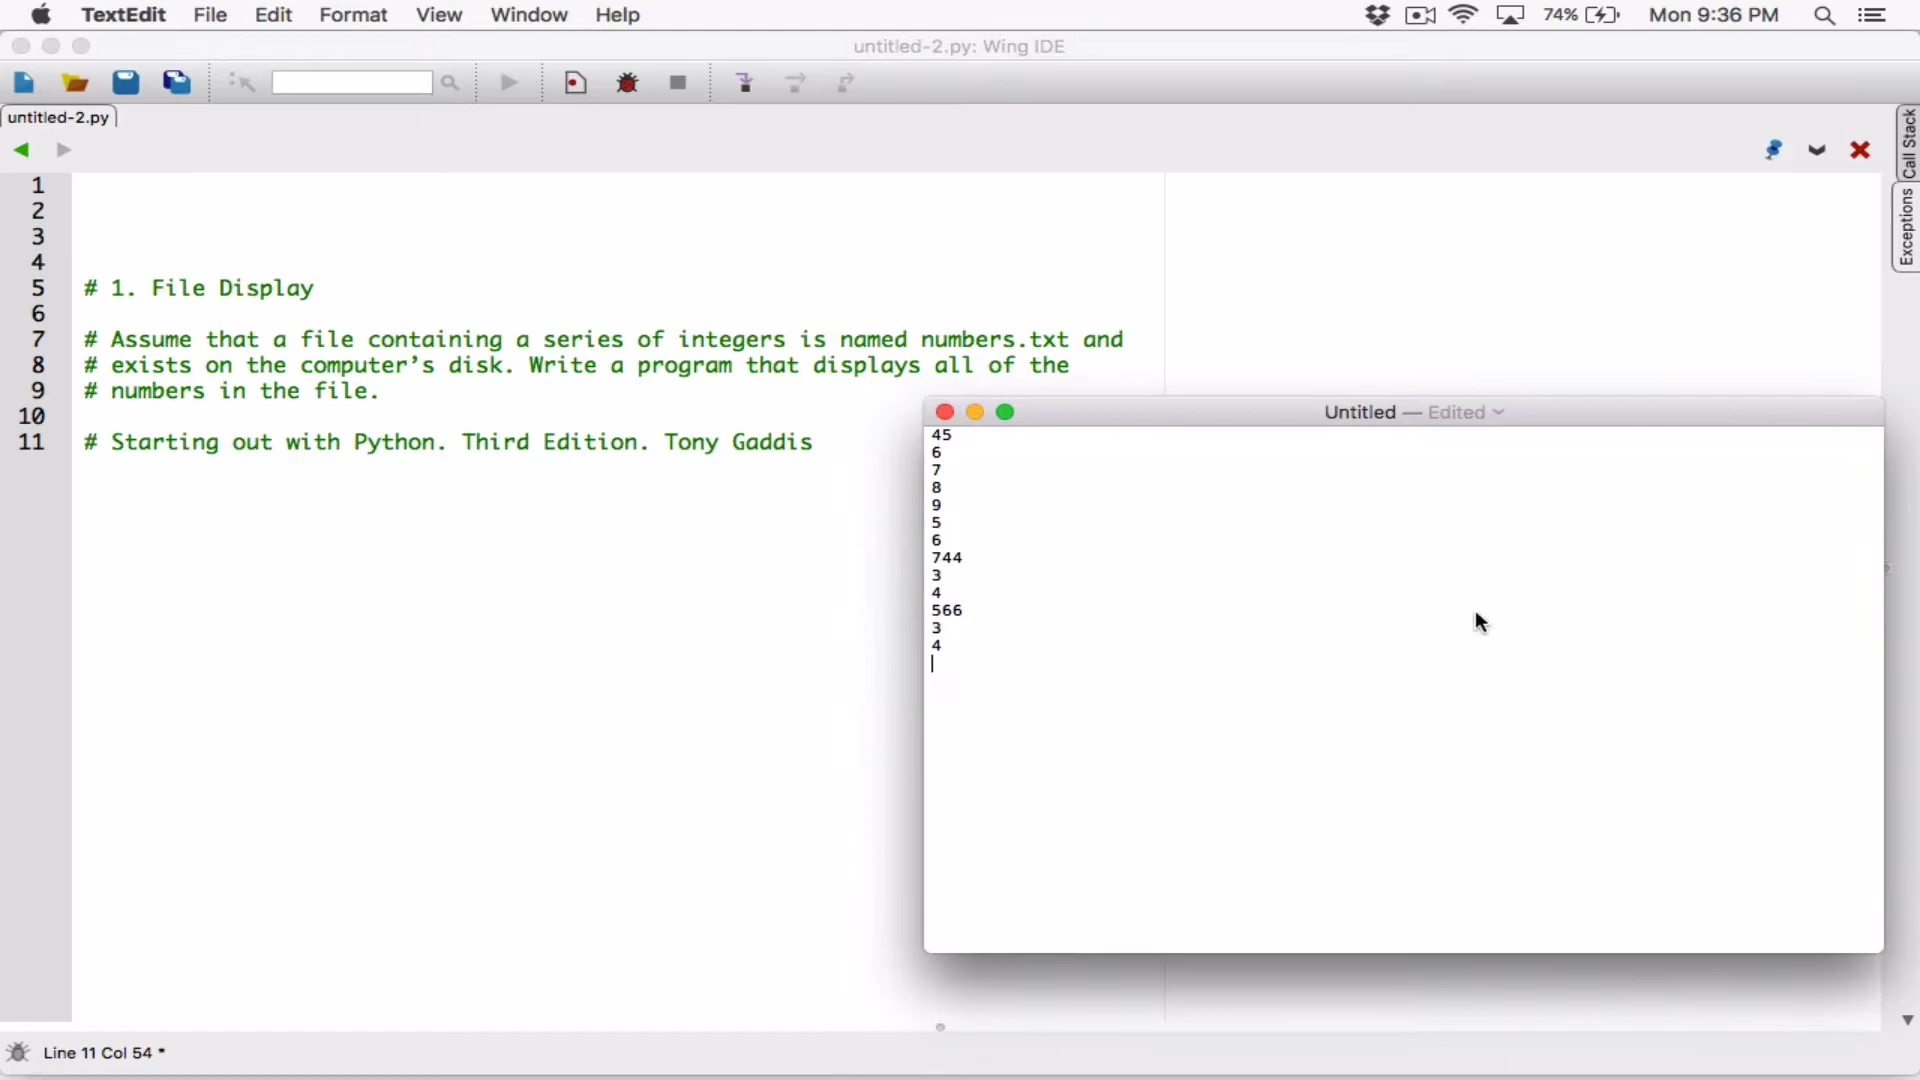 TextEdit File Edit Format View Window Help 74% Mon 9:36 PM
untitled-2.py: Wing IDE
untitled-2.py
Call Stack
Exceptions
1
2
3
4
5 # 1. File Display
6
7 # Assume that a file containing a series of integers is named numbers.txt and
8 # exists on the computer’s disk. Write a program that displays all of the
9 # numbers in the file.
10
11 # Starting out with Python. Third Edition. Tony Gaddis
Untitled — Edited
45
6
7
8
9
5
6
744
3
4
566
3
4
Line 11 Col 54 *